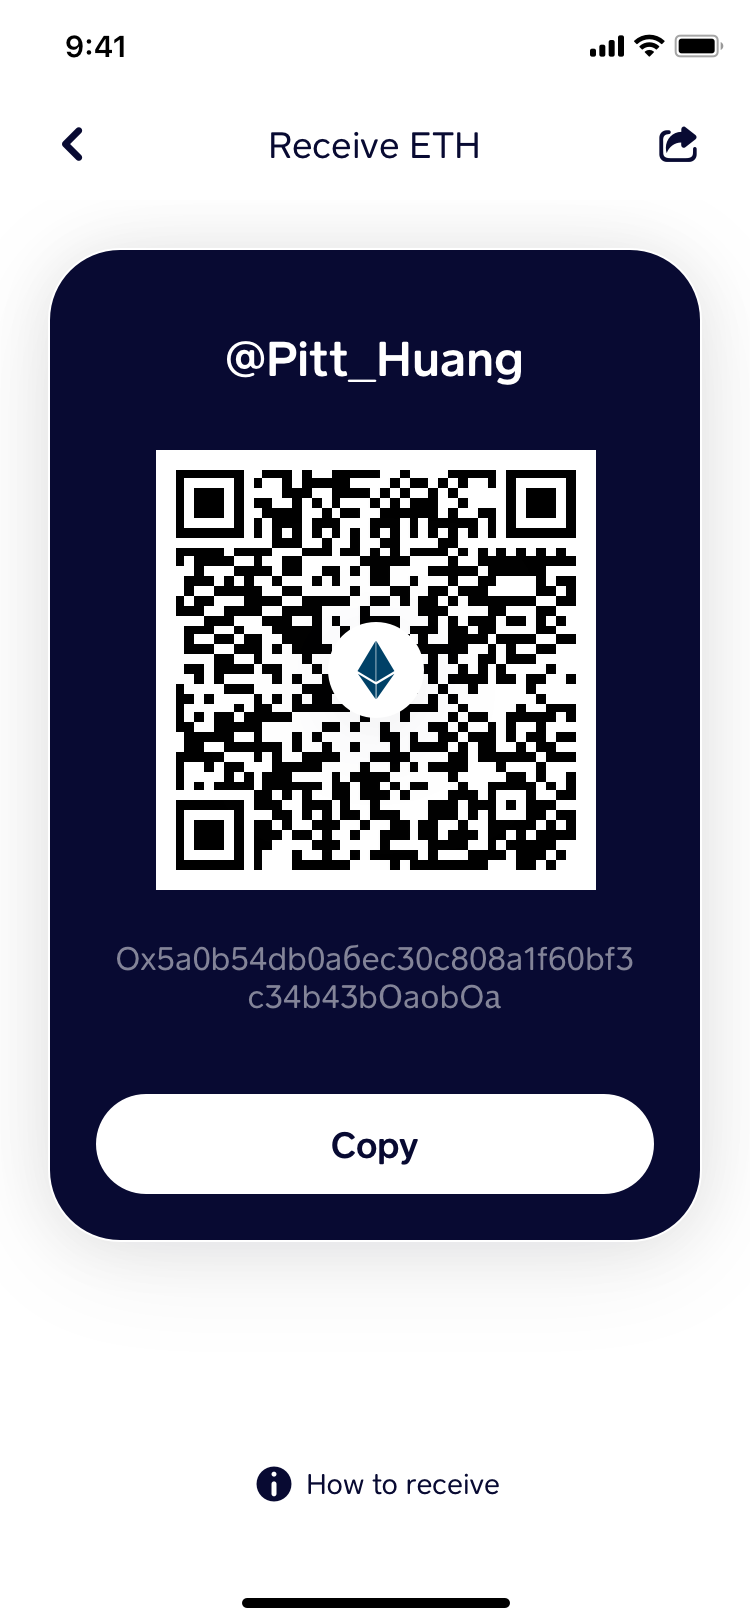 9:41
Receive ETH
@Pitt_Huang
Ox5a0b54db0a6ec30c808a1f60bf3
c34b43bOaobOa
Copy
How to receive